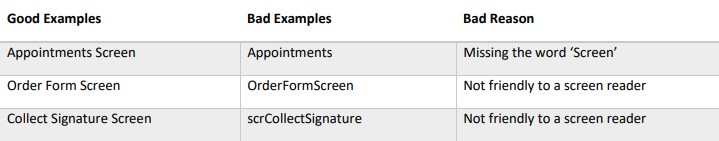 Good Examples Bad Examples Bad Reason
Appointments Screen Appointments Missing the word ‘Screen’
Order Form Screen OrderFormScreen Not friendly to a screen reader
Collect Signature Screen scrCollectSignature Not friendly to a screen reader